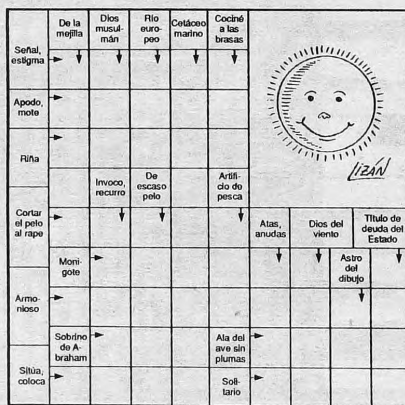 De la
mejilla
Dios
musul-
mán
Río
euro-
peo
Cetáceo
marino
Cociné
a las
brasas
Señal,
estigma
Apodo,
mote
Riña
LIZÁN
Invoco,
recurro
De
escaso
pelo
Artifi-
cio de
pesca
Cortar
el pelo
al rape
Atas,
anudas
Dios del
viento
Título de
deuda del
Estado
Moni-
gote
Astro
del
dibujo
Armo-
nioso
Sobrino
de A-
braham
Ala del
ave sin
plumas
Sitúa,
coloca
Soli-
tario